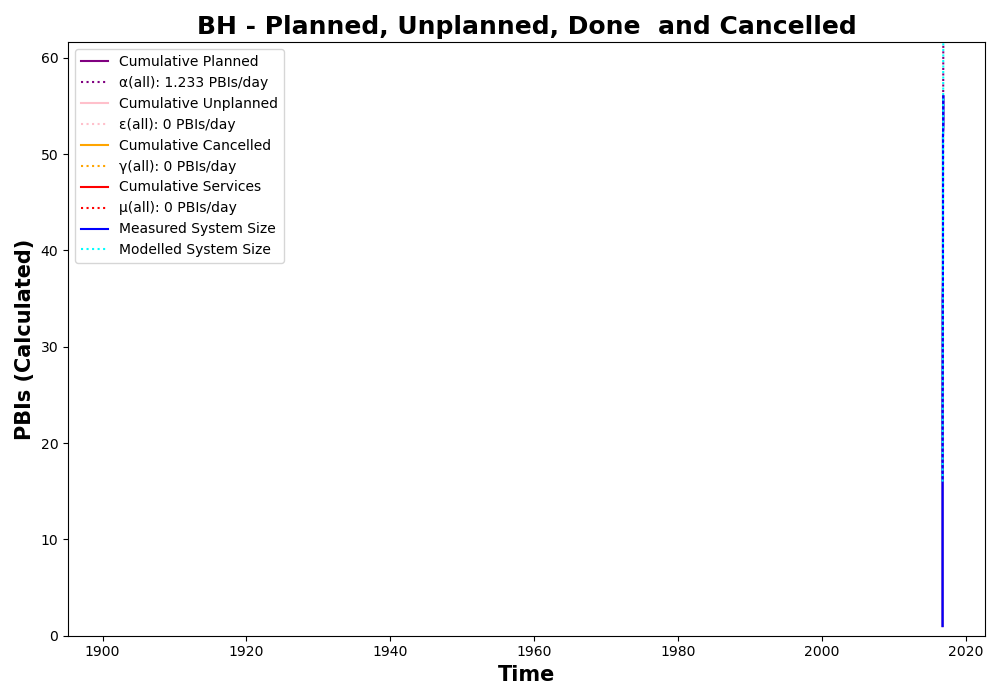 BH - Planned, Unplanned, Done  and Cancelled
60
50
40
30
20
10
0
PBIs (Calculated)
Cumulative Planned
α(all): 1.233 PBIs/day
Cumulative Unplanned
ε(all): 0 PBIs/day
Cumulative Cancelled
γ(all): 0 PBIs/day
Cumulative Services
μ(all): 0 PBIs/day
Measured System Size
Modelled System Size
1900 1920 1940 1960 1980 2000 2020
Time